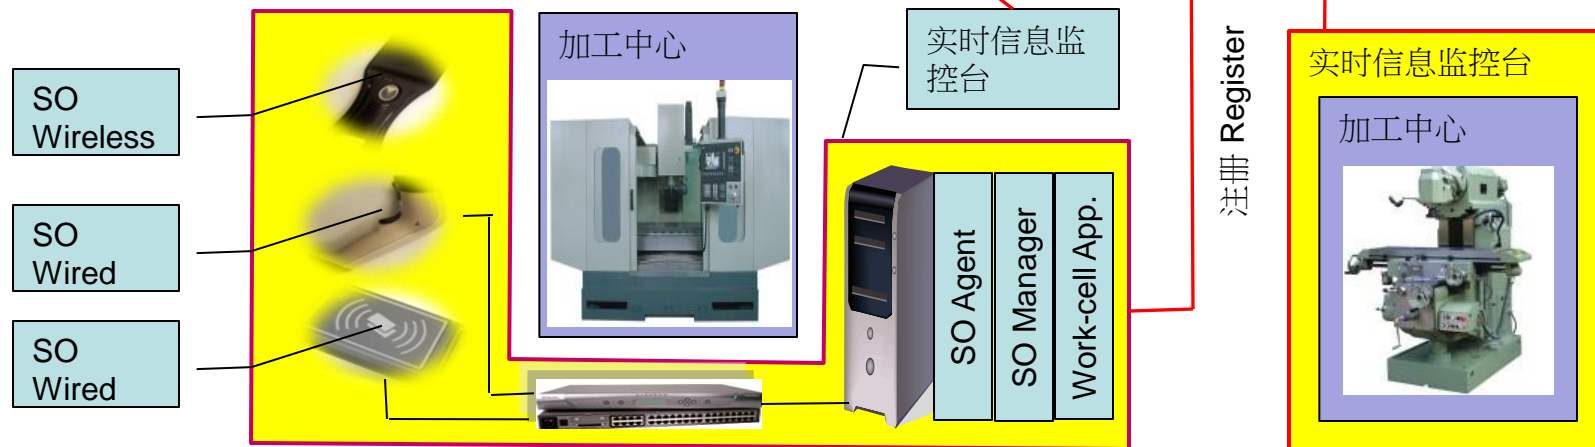 SO
Wireless
SO
Wired
SO
Wired
加工中心
实时信息监
控台
SO Agent
SO Manager
Work-cell App.
注册 Register
实时信息监控台
加工中心